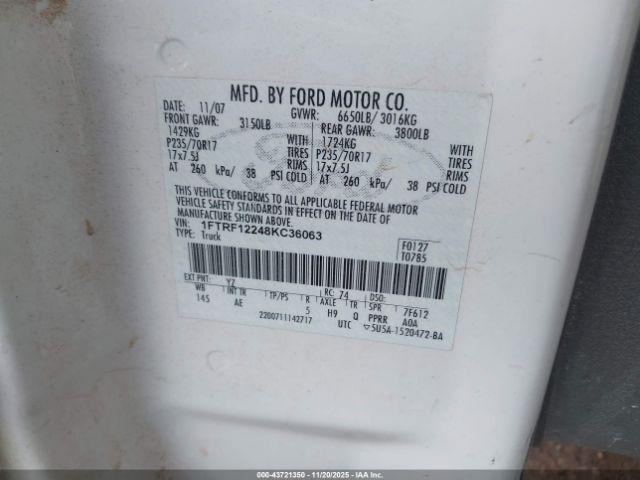 MFD. BY FORD MOTOR CO.
DATE: 11/07 GVWR: 6650LB/ 3016KG
FRONT GAWR: 3150LB REAR GAWR: 3800LB
1429KG WITH 1724KG WITH
P235/70R17 TIRES P235/70R17 TIRES
17x7.5J RIMS 17x7.5J RIMS
AT 260 kPa/ 38 PSI COLD AT 260 kPa/ 38 PSI COLD
THIS VEHICLE CONFORMS TO ALL APPLICABLE FEDERAL MOTOR
VEHICLE SAFETY STANDARDS IN EFFECT ON THE DATE OF
MANUFACTURE SHOWN ABOVE.
VIN: 1FTRF12248KC36063
TYPE: Truck
F0127
T0785
EXT PNT: YZ RC: 74 DSO:
WB INT TR TP/PS R AXLE TR SPR 7F612
145 AE 5 H9 Q PPRR AOA
2200711142717 UTC ▽5U5A-1520472-BA
000-43721350 - 11/20/2025 - IAA Inc.